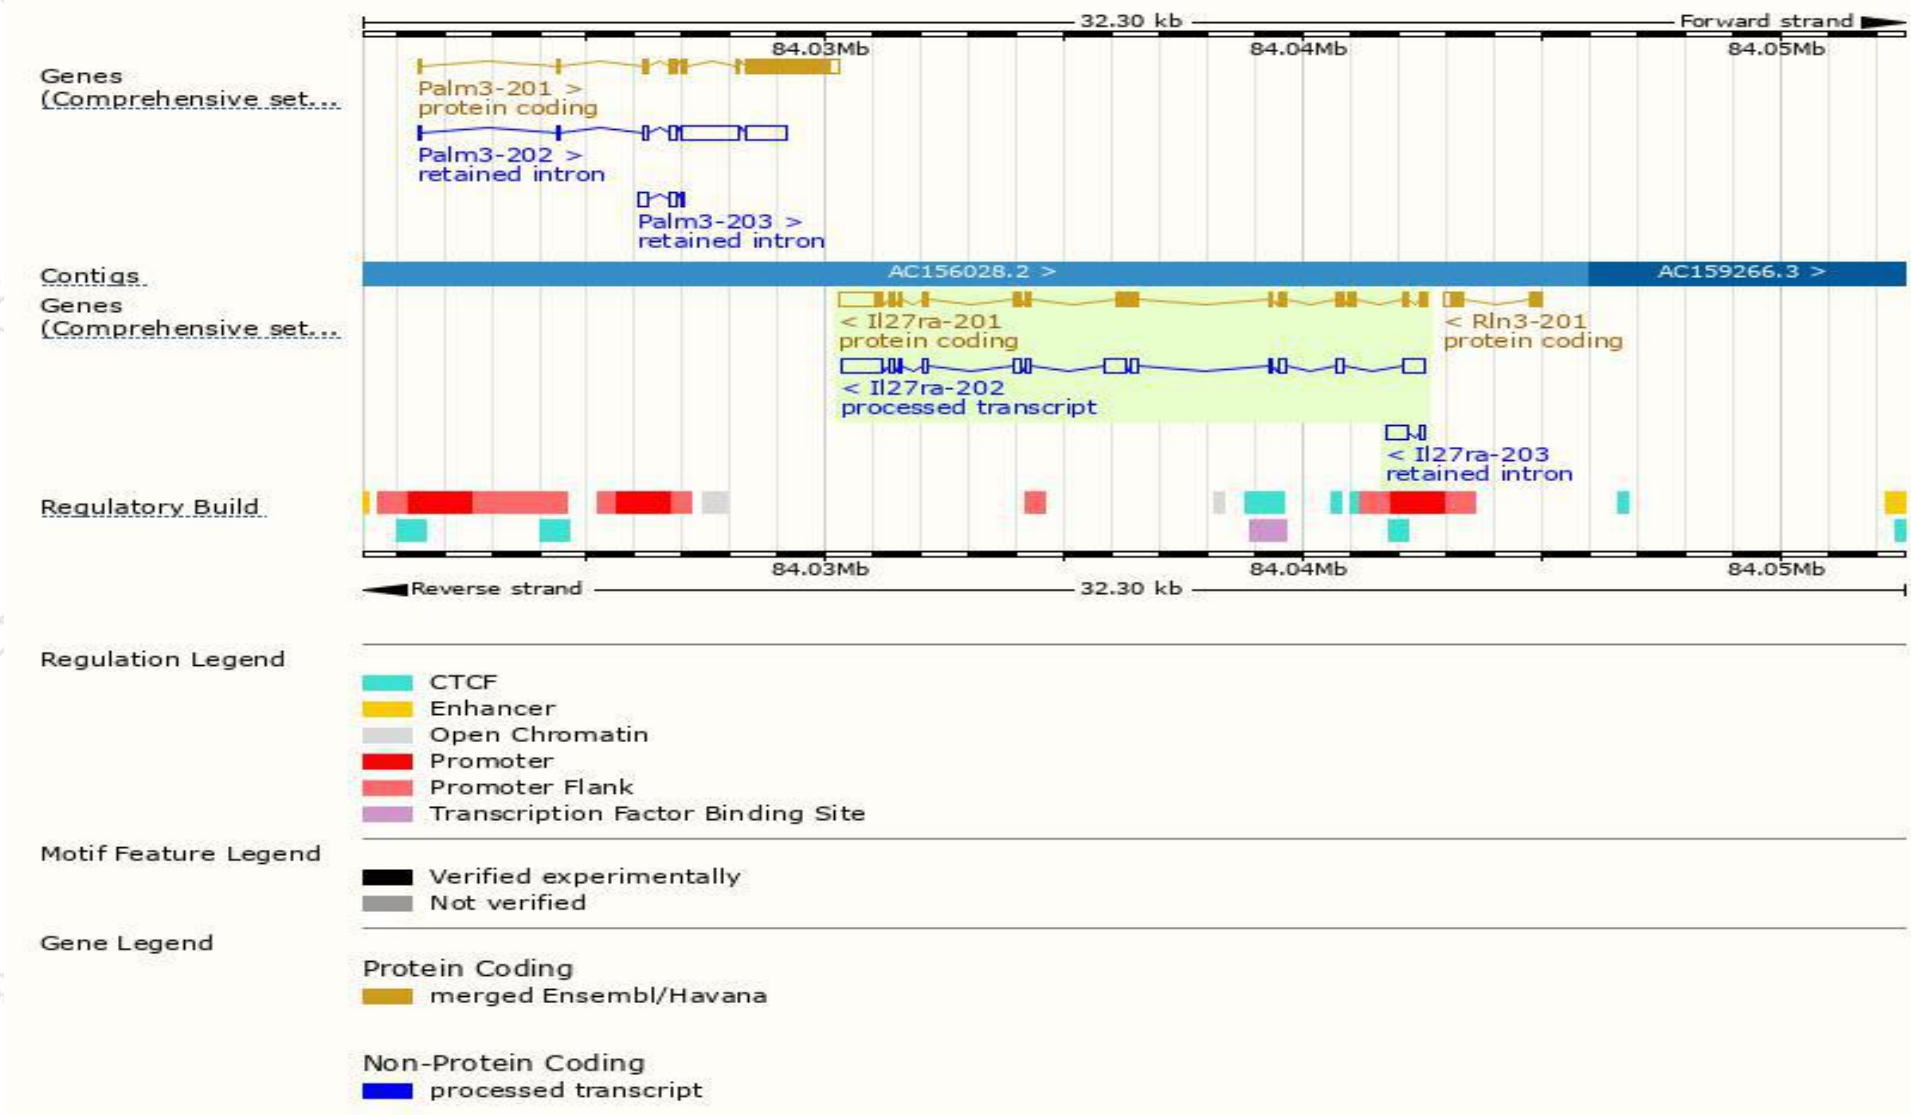 32.30 kb Forward strand
84.03Mb 84.04Mb 84.05Mb
Genes
(Comprehensive set...
Palm3-201 >
protein coding
Palm3-202 >
retained intron
Palm3-203 >
retained intron
Contigs AC156028.2 > AC159266.3 >
Genes
(Comprehensive set...
< Il27ra-201 < Rln3-201
protein coding protein coding
< Il27ra-202
processed transcript
< Il27ra-203
retained intron
Regulatory Build
84.03Mb 84.04Mb 84.05Mb
Reverse strand 32.30 kb
Regulation Legend
CTCF
Enhancer
Open Chromatin
Promoter
Promoter Flank
Transcription Factor Binding Site
Motif Feature Legend
Verified experimentally
Not verified
Gene Legend
Protein Coding
merged Ensembl/Havana
Non-Protein Coding
processed transcript